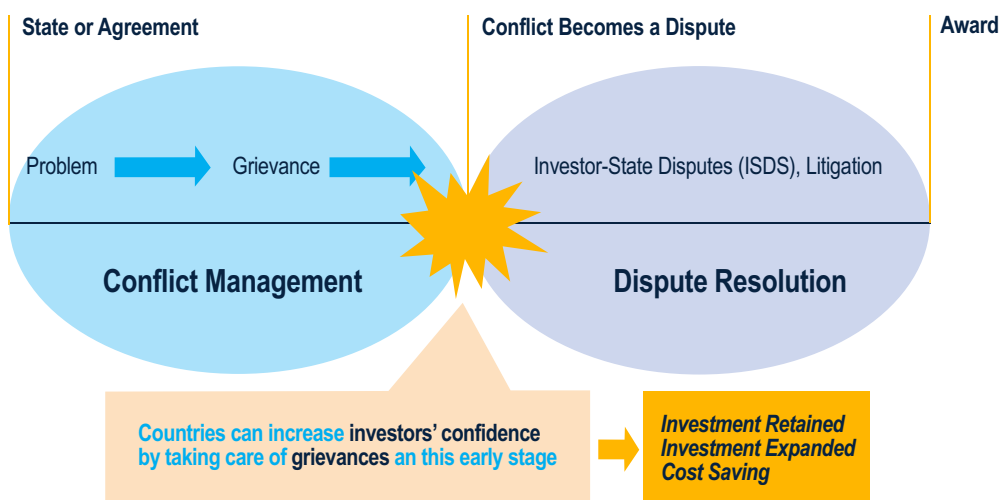 State or Agreement
Conflict Becomes a Dispute
Award
Problem
Grievance
Investor-State Disputes (ISDS), Litigation
Conflict Management
Dispute Resolution
Countries can increase investors' confidence
by taking care of grievances an this early stage
Investment Retained
Investment Expanded
Cost Saving